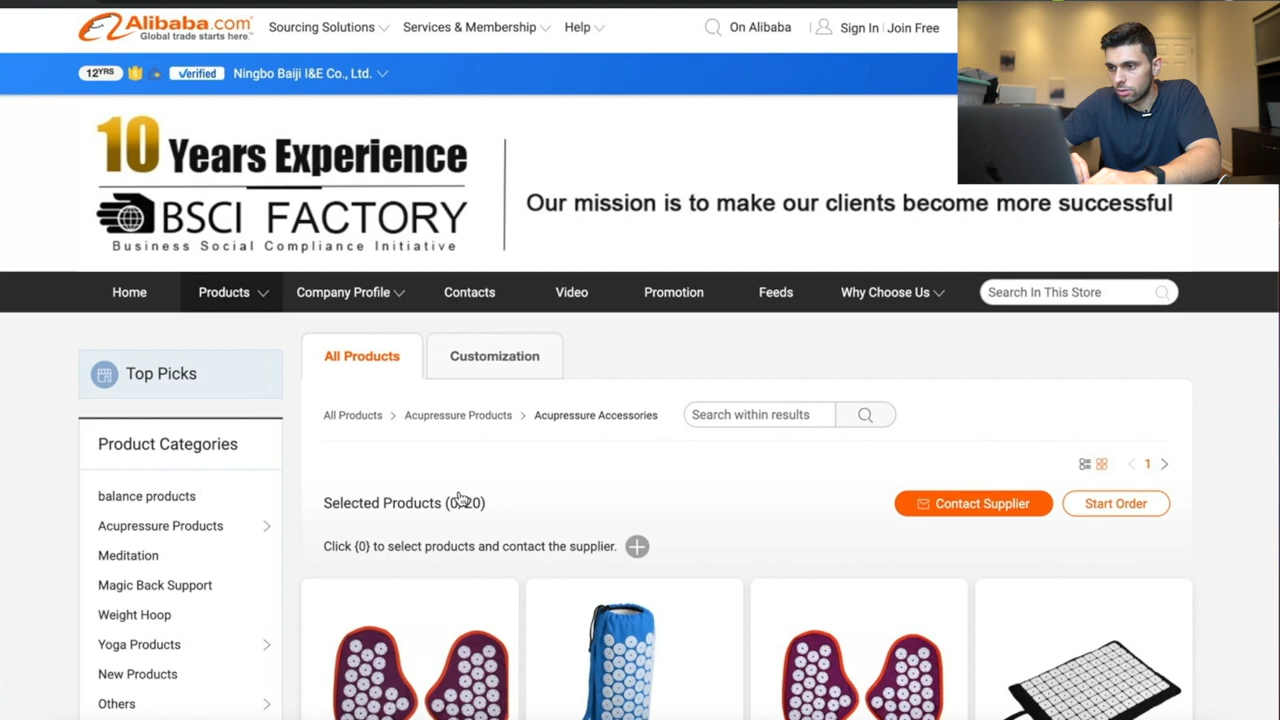 Alibaba.com
Global trade starts here.™
Sourcing Solutions
Services & Membership
Help
On Alibaba
Sign In
Join Free
12YRS
Verified
Ningbo Baiji I&E Co., Ltd.
10 Years Experience
BSCI FACTORY
Business Social Compliance Initiative
Our mission is to make our clients become more successful
Home
Products
Company Profile
Contacts
Video
Promotion
Feeds
Why Choose Us
Search In This Store
Top Picks
All Products
Customization
All Products > Acupressure Products > Acupressure Accessories
Search within results
Product Categories
1
Selected Products (0/20)
Contact Supplier
Start Order
Click {0} to select products and contact the supplier.
balance products
Acupressure Products
Meditation
Magic Back Support
Weight Hoop
Yoga Products
New Products
Others